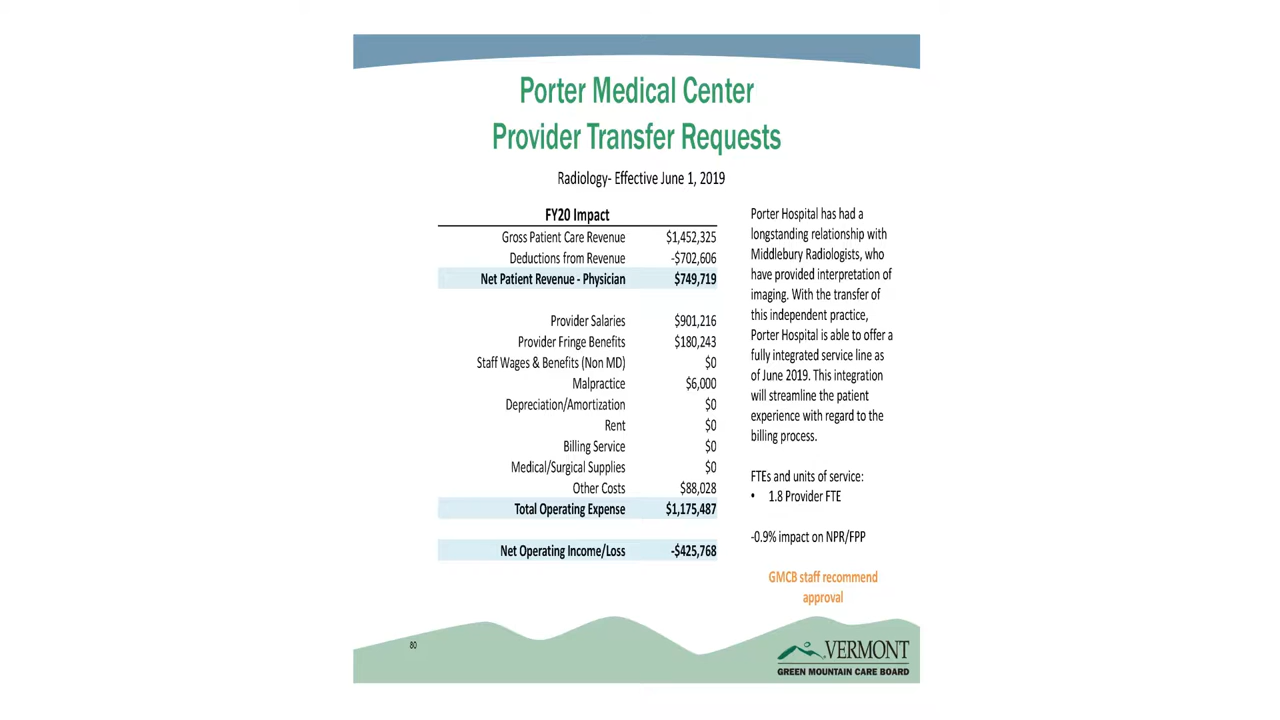 Porter Medical Center
Provider Transfer Requests
Radiology- Effective June 1, 2019
FY20 Impact
Gross Patient Care Revenue $1,452,325
Deductions from Revenue -$702,606
Net Patient Revenue - Physician $749,719
Provider Salaries $901,216
Provider Fringe Benefits $180,243
Staff Wages & Benefits (Non MD) $0
Malpractice $6,000
Depreciation/Amortization $0
Rent $0
Billing Service $0
Medical/Surgical Supplies $0
Other Costs $88,028
Total Operating Expense $1,175,487
Net Operating Income/Loss -$425,768
Porter Hospital has had a
longstanding relationship with
Middlebury Radiologists, who
have provided interpretation of
imaging. With the transfer of
this independent practice,
Porter Hospital is able to offer a
fully integrated service line as
of June 2019. This integration
will streamline the patient
experience with regard to the
billing process.
FTEs and units of service:
• 1.8 Provider FTE
-0.9% impact on NPR/FPP
GMCB staff recommend
approval
80
VERMONT
GREEN MOUNTAIN CARE BOARD